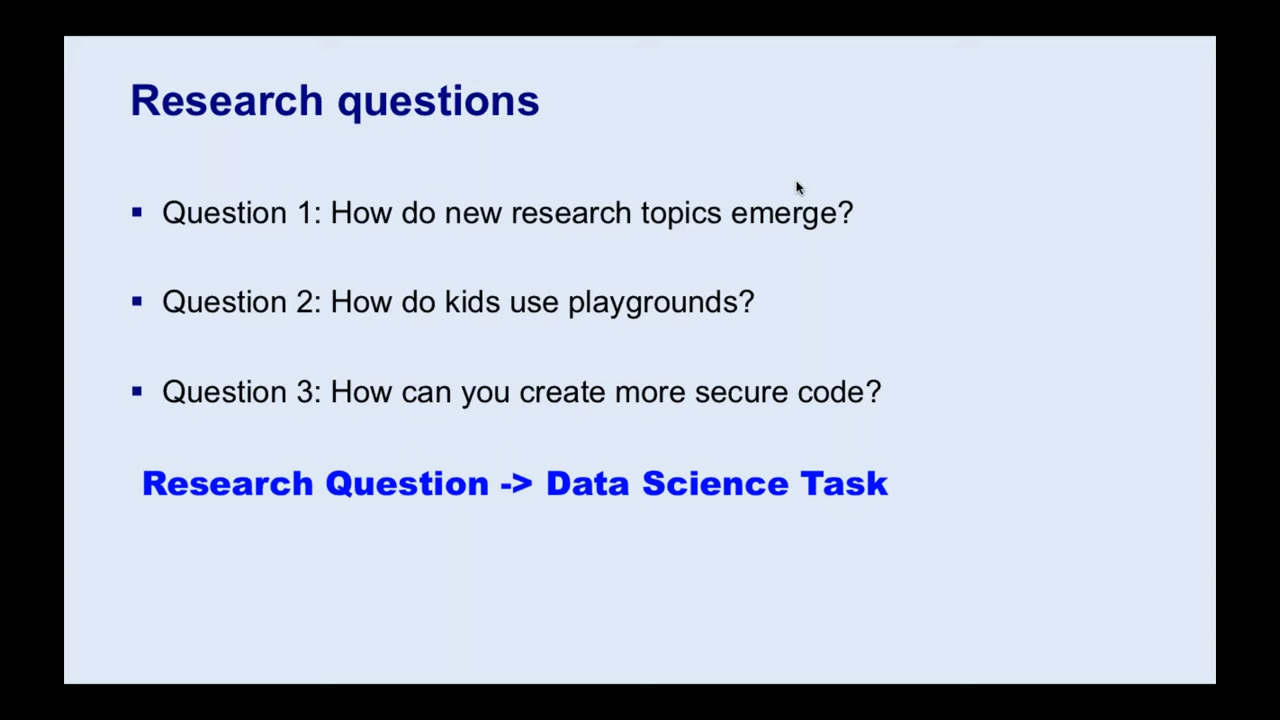 Research questions
Question 1: How do new research topics emerge?
Question 2: How do kids use playgrounds?
Question 3: How can you create more secure code?
Research Question -> Data Science Task